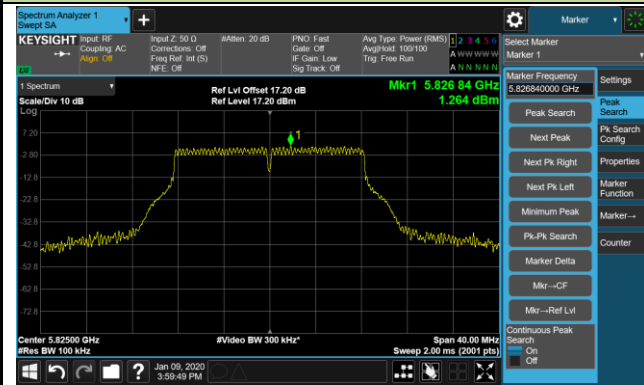 Spectrum Analyzer 1
Swept SA
Marker
KEYSIGHT
Input: RF
Coupling: AC
Align: Off
Input Z: 50 Ω
Corrections: Off
Freq Ref: Int (S)
NFE: Off
#Atten: 20 dB
PNO: Fast
Gate: Off
IF Gain: Low
Sig Track: Off
Avg Type: Power (RMS)
Avg|Hold: 100/100
Trig: Free Run
1 2 3 4 5 6
A W W W W W
A N N N N N
Select Marker
Marker 1
1 Spectrum
Scale/Div 10 dB
Log
Ref Lvl Offset 17.20 dB
Ref Level 17.20 dBm
Mkr1 5.826 84 GHz
1.264 dBm
7.20
-2.80
-12.8
-22.8
-32.8
-42.8
-52.8
-62.8
-72.8
1
Center 5.82500 GHz
#Res BW 100 kHz
#Video BW 300 kHz*
Span 40.00 MHz
Sweep 2.00 ms (2001 pts)
Jan 09, 2020
3:59:49 PM
Marker Frequency
5.826840000 GHz
Peak Search
Next Peak
Next Pk Right
Next Pk Left
Minimum Peak
Pk-Pk Search
Marker Delta
Mkr→CF
Mkr→Ref Lvl
Continuous Peak
Search
On
Off
Settings
Peak
Search
Pk Search
Config
Properties
Marker
Function
Marker→
Counter